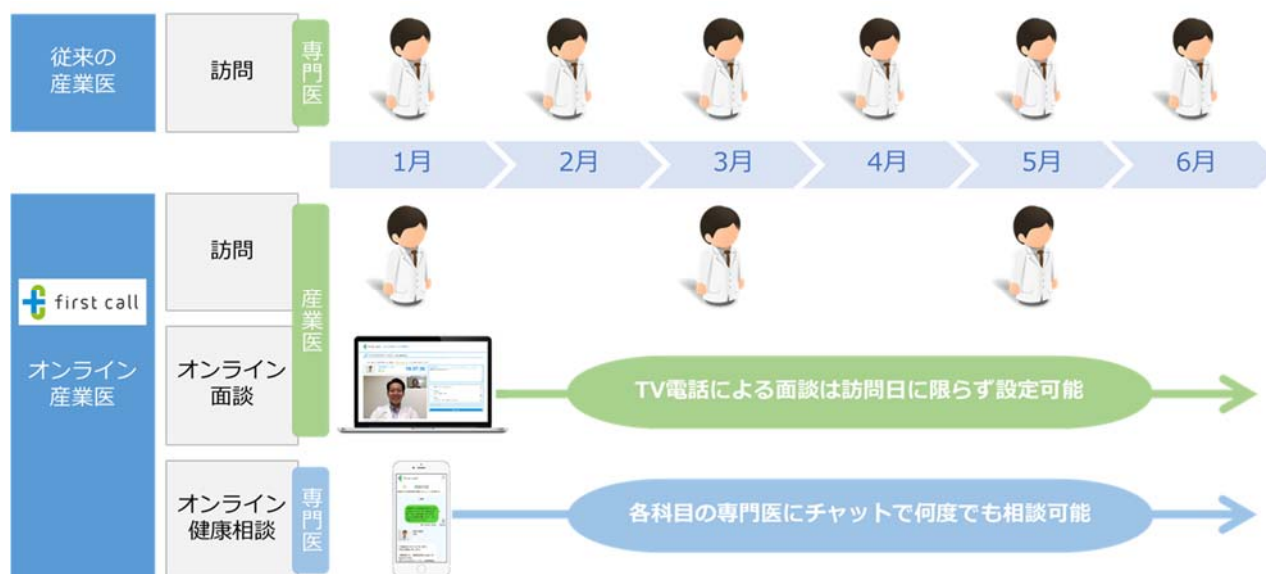 従来の
産業医
訪問
専門医
1月
2月
3月
4月
5月
6月
first call
オンライン
産業医
訪問
産業医
オンライン
面談
TV電話による面談は訪問日に限らず設定可能
オンライン
健康相談
専門医
first call
各科目の専門医にチャットで何度でも相談可能